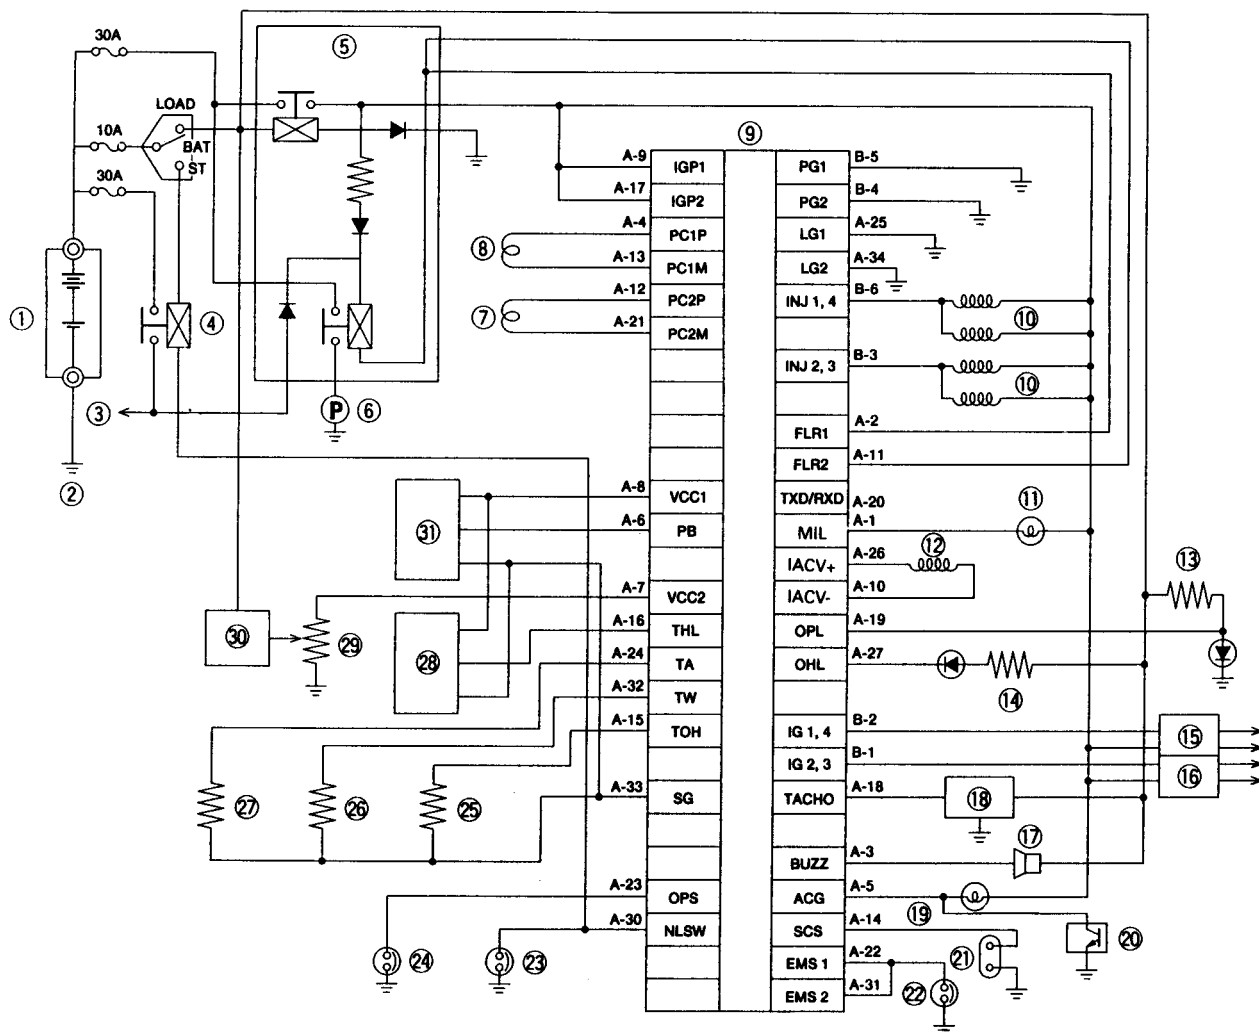 30A
⑤
LOAD
10A
BAT
ST
30A
⑨
A-9 IGP1 PG1 B-5
A-17 IGP2 PG2 B-4
A-4 PC1P LG1 A-25
⑧
A-13 PC1M LG2 A-34
A-12 PC2P INJ 1, 4 B-6
① ④ ⑦ ⑩
A-21 PC2M
INJ 2, 3 B-3
⑩
③ P ⑥
FLR1 A-2
FLR2 A-11
②
A-8 VCC1 TXD/RXD A-20
⑪
㉛
A-6 PB MIL A-1
⑫
IACV+ A-26
⑬
A-7 VCC2 IACV- A-10
A-16 THL OPL A-19
㉚ ㉙ ㉘
A-24 TA OHL A-27
⑭
A-32 TW
A-15 TOH IG 1, 4 B-2
⑮
IG 2, 3 B-1
⑯
A-33 SG TACHO A-18
㉗ ㉖ ㉕ ⑱
⑰
BUZZ A-3
A-23 OPS ACG A-5
⑲
A-30 NLSW SCS A-14
⑳
㉔ ㉓ ㉑
EMS 1 A-22
EMS 2 A-31
㉒